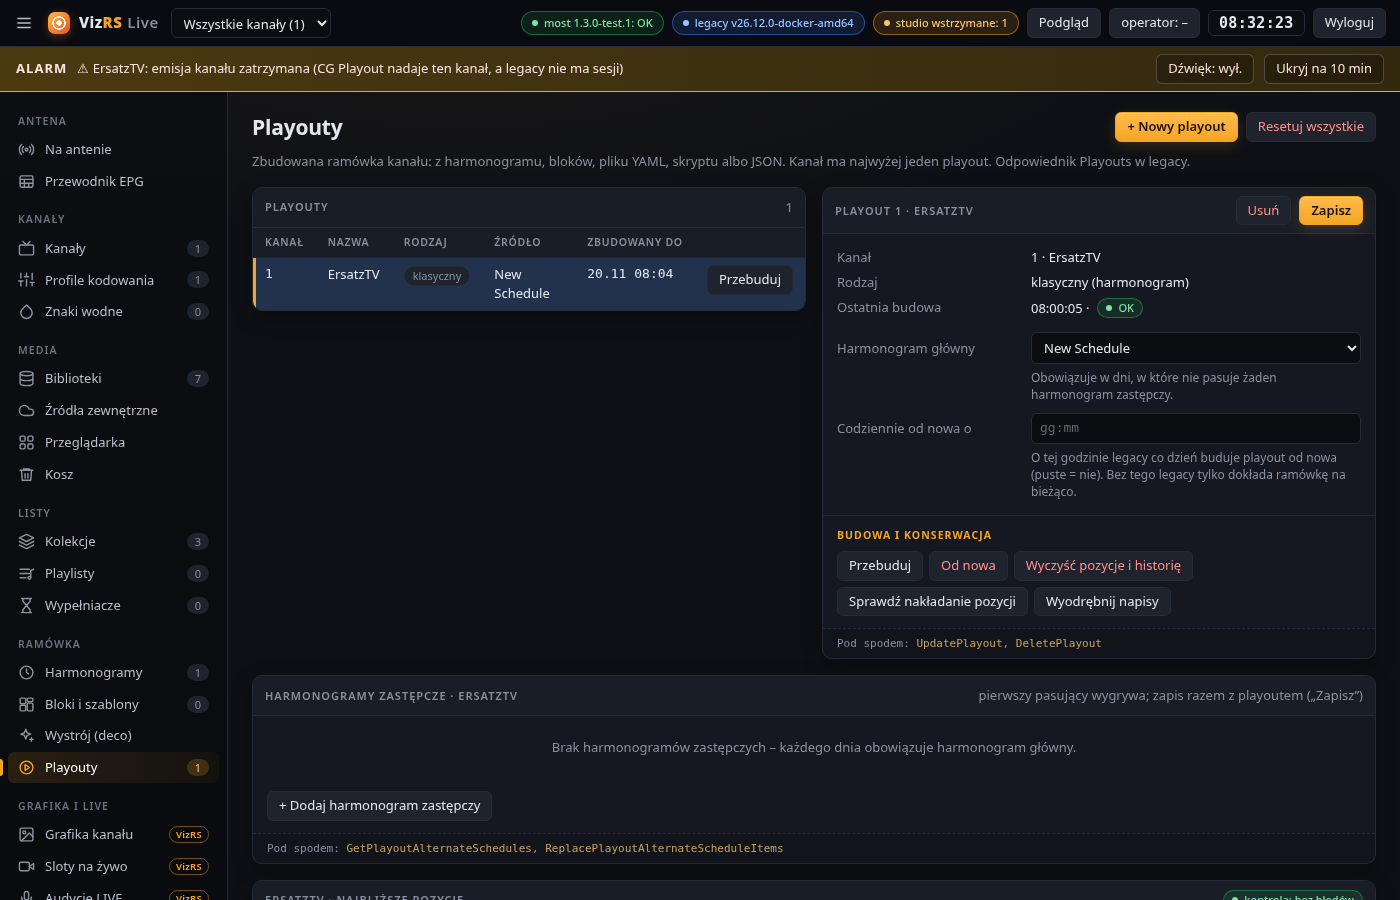 VizRS Live
Wszystkie kanały (1)
most 1.3.0-test.1: OK
legacy v26.12.0-docker-amd64
studio wstrzymane: 1
Podgląd
operator: –
08:32:23
Wyloguj
ALARM ⚠ ErsatzTV: emisja kanału zatrzymana (CG Playout nadaje ten kanał, a legacy nie ma sesji)
Dźwięk: wył.
Ukryj na 10 min
ANTENA
Na antenie
Przewodnik EPG
KANAŁY
Kanały 1
Profile kodowania 1
Znaki wodne 0
MEDIA
Biblioteki 7
Źródła zewnętrzne
Przeglądarka
Kosz
LISTY
Kolekcje 3
Playlisty 0
Wypełniacze 0
RAMÓWKA
Harmonogramy 1
Bloki i szablony 0
Wystrój (deco)
Playouty 1
GRAFIKA I LIVE
Grafika kanału VizRS
Sloty na żywo VizRS
Audycje LIVE VizRS
Playouty
+ Nowy playout
Resetuj wszystkie
Zbudowana ramówka kanału: z harmonogramu, bloków, pliku YAML, skryptu albo JSON. Kanał ma najwyżej jeden playout. Odpowiednik Playouts w legacy.
PLAYOUTY 1
KANAŁ NAZWA RODZAJ ŹRÓDŁO ZBUDOWANY DO
1 ErsatzTV klasyczny New Schedule 20.11 08:04 Przebuduj
PLAYOUT 1 · ERSATZTV
Usuń
Zapisz
Kanał 1 · ErsatzTV
Rodzaj klasyczny (harmonogram)
Ostatnia budowa 08:00:05 · OK
Harmonogram główny New Schedule
Obowiązuje w dni, w które nie pasuje żaden
harmonogram zastępczy.
Codziennie od nowa o gg:mm
O tej godzinie legacy co dzień buduje playout od nowa
(puste = nie). Bez tego legacy tylko dokłada ramówkę na
bieżąco.
BUDOWA I KONSERWACJA
Przebuduj
Od nowa
Wyczyść pozycje i historię
Sprawdź nakładanie pozycji
Wyodrębnij napisy
Pod spodem: UpdatePlayout, DeletePlayout
HARMONOGRAMY ZASTĘPCZE · ERSATZTV
pierwszy pasujący wygrywa; zapis razem z playoutem („Zapisz”)
Brak harmonogramów zastępczych – każdego dnia obowiązuje harmonogram główny.
+ Dodaj harmonogram zastępczy
Pod spodem: GetPlayoutAlternateSchedules, ReplacePlayoutAlternateScheduleItems
ERSATZTV · NAJBLIŻSZE POZYCJE
kontrola: bez błędów